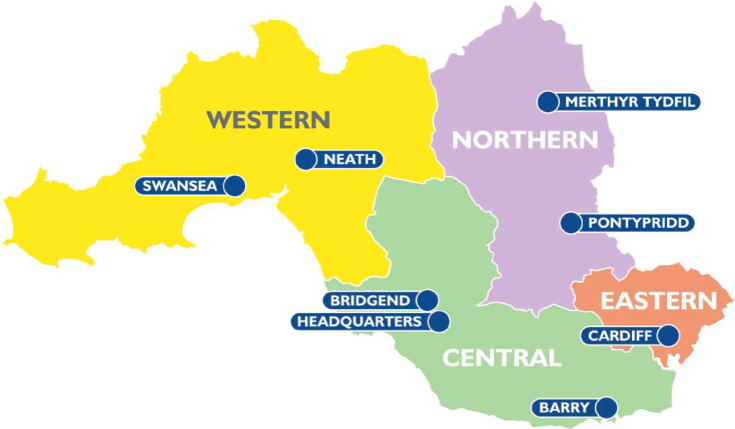 MERTHYR TYDFIL
WESTERN
NORTHERN
NEATH
SWANSEA
PONTYPRIDD
BRIDGEND
EASTERN
HEADQUARTERS
CARDIFF
CENTRAL
BARRY